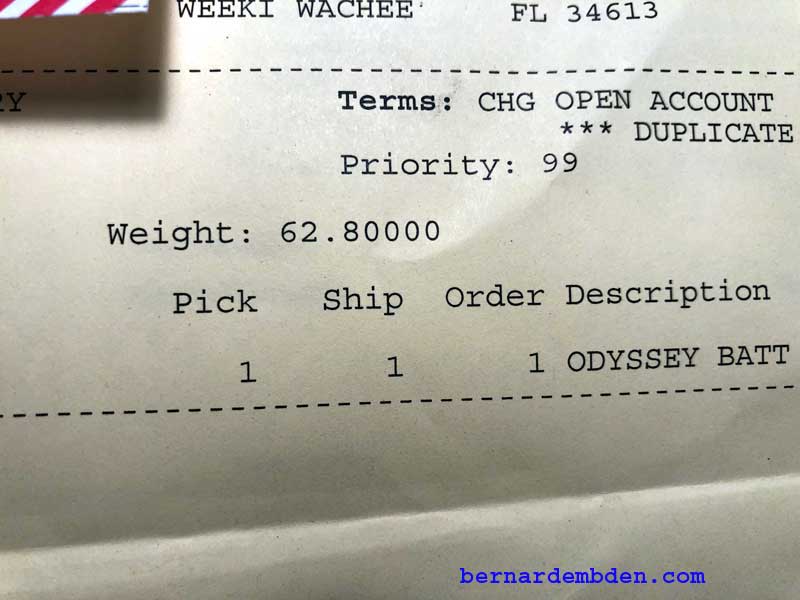 WEEKI WACHEE FL 34613
RY Terms: CHG OPEN ACCOUNT
*** DUPLICATE
Priority: 99
Weight: 62.80000
Pick Ship Order Description
1 1 1 ODYSSEY BATT
bernardembden.com